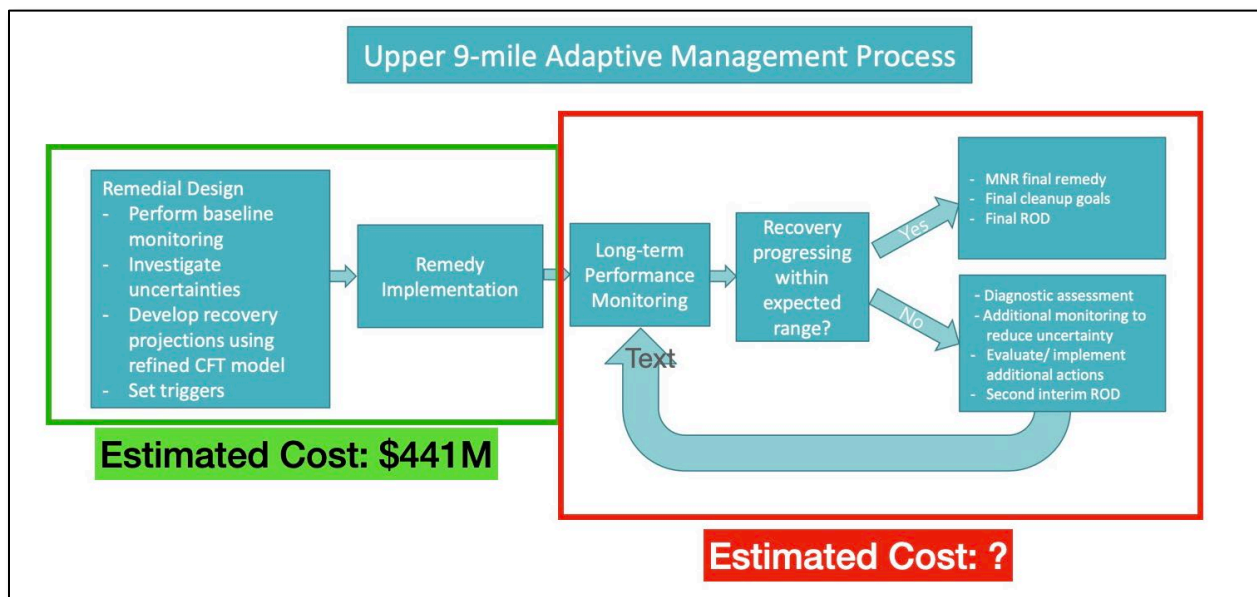 Upper 9-mile Adaptive Management Process
Remedial Design
- Perform baseline
monitoring
- Investigate
uncertainties
- Develop recovery
projections using
refined CFT model
- Set triggers
Remedy
Implementation
Long-term
Performance
Monitoring
Recovery
progressing
within
expected
range?
Yes
- MNR final remedy
- Final cleanup goals
- Final ROD
No
- Diagnostic assessment
- Additional monitoring to
reduce uncertainty
- Evaluate/ implement
additional actions
- Second interim ROD
Text
Estimated Cost: $441M
Estimated Cost: ?